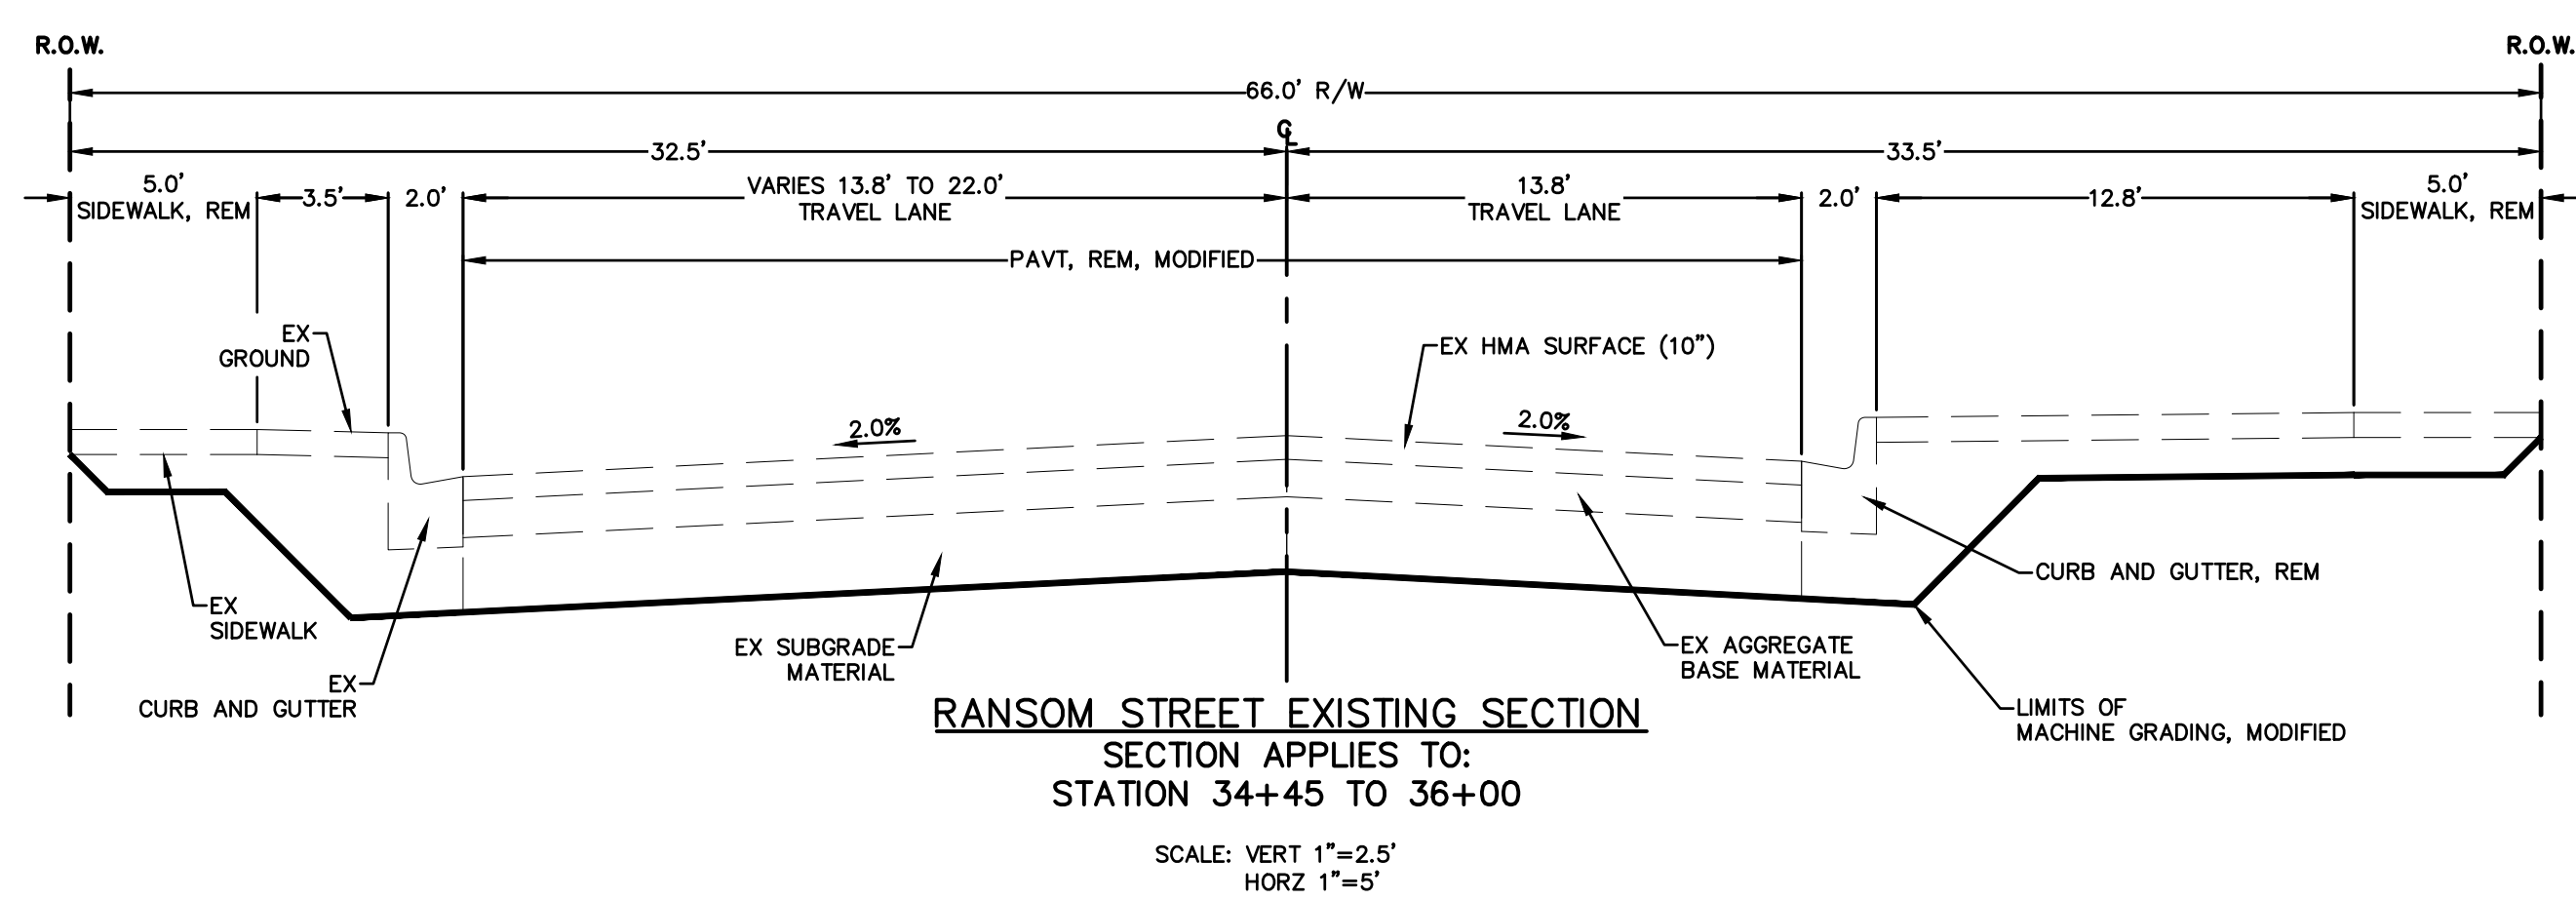 R.O.W.
R.O.W.
66.0' R/W
℄
32.5'
33.5'
5.0'
SIDEWALK, REM
3.5'
2.0'
VARIES 13.8' TO 22.0'
TRAVEL LANE
13.8'
TRAVEL LANE
2.0'
12.8'
5.0'
SIDEWALK, REM
PAVT, REM, MODIFIED
EX
GROUND
EX HMA SURFACE (10")
2.0%
2.0%
EX
SIDEWALK
EX
CURB AND GUTTER
EX SUBGRADE
MATERIAL
EX AGGREGATE
BASE MATERIAL
CURB AND GUTTER, REM
LIMITS OF
MACHINE GRADING, MODIFIED
RANSOM STREET EXISTING SECTION
SECTION APPLIES TO:
STATION 34+45 TO 36+00
SCALE: VERT 1"=2.5'
HORZ 1"=5'